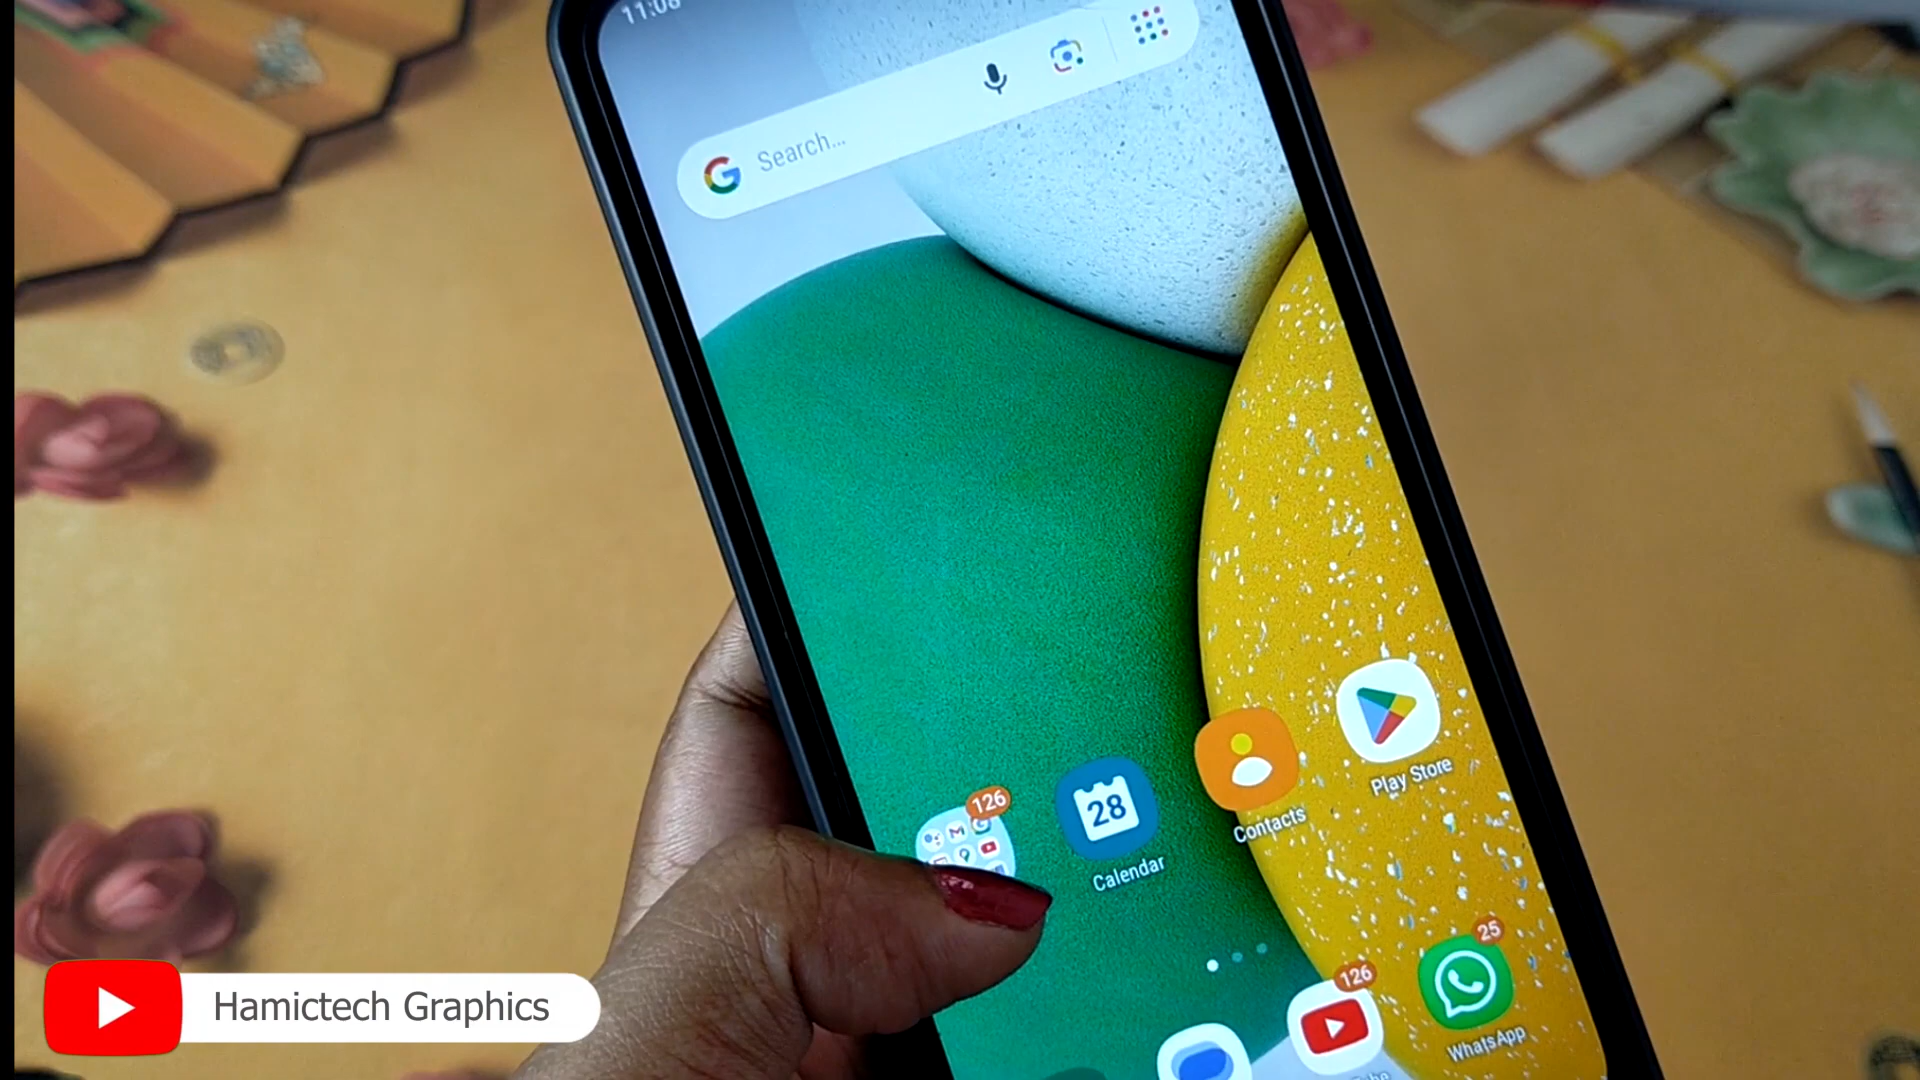 11:08
Search...
126
28
Calendar
Contacts
Play Store
25
126
WhatsApp
Hamictech Graphics